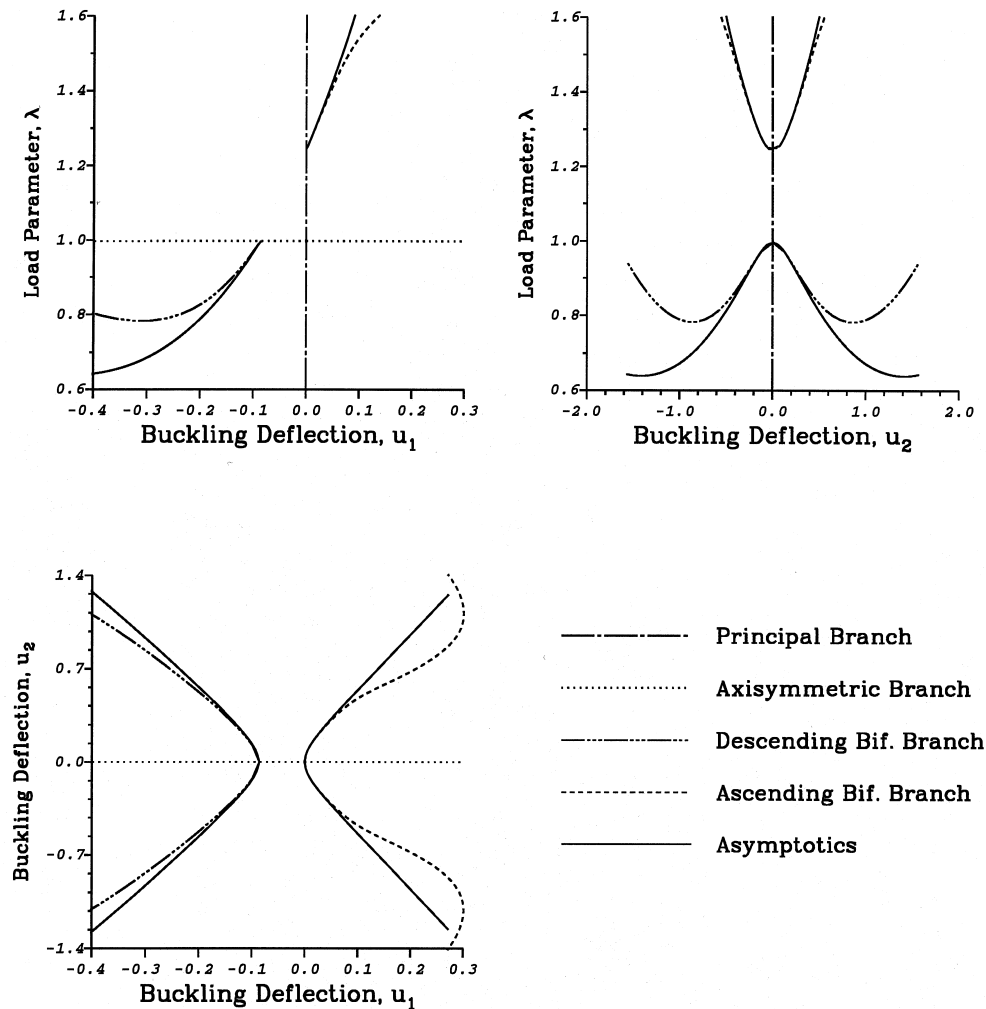 1.6
1.4
1.2
1.0
0.8
0.6
Load Parameter, λ
-0.4 -0.3 -0.2 -0.1 0.0 0.1 0.2 0.3
Buckling Deflection, u₁
1.6
1.4
1.2
1.0
0.8
0.6
Load Parameter, λ
-2.0 -1.0 0.0 1.0 2.0
Buckling Deflection, u₂
1.4
0.7
0.0
-0.7
-1.4
Buckling Deflection, u₂
-0.4 -0.3 -0.2 -0.1 0.0 0.1 0.2 0.3
Buckling Deflection, u₁
Principal Branch
Axisymmetric Branch
Descending Bif. Branch
Ascending Bif. Branch
Asymptotics